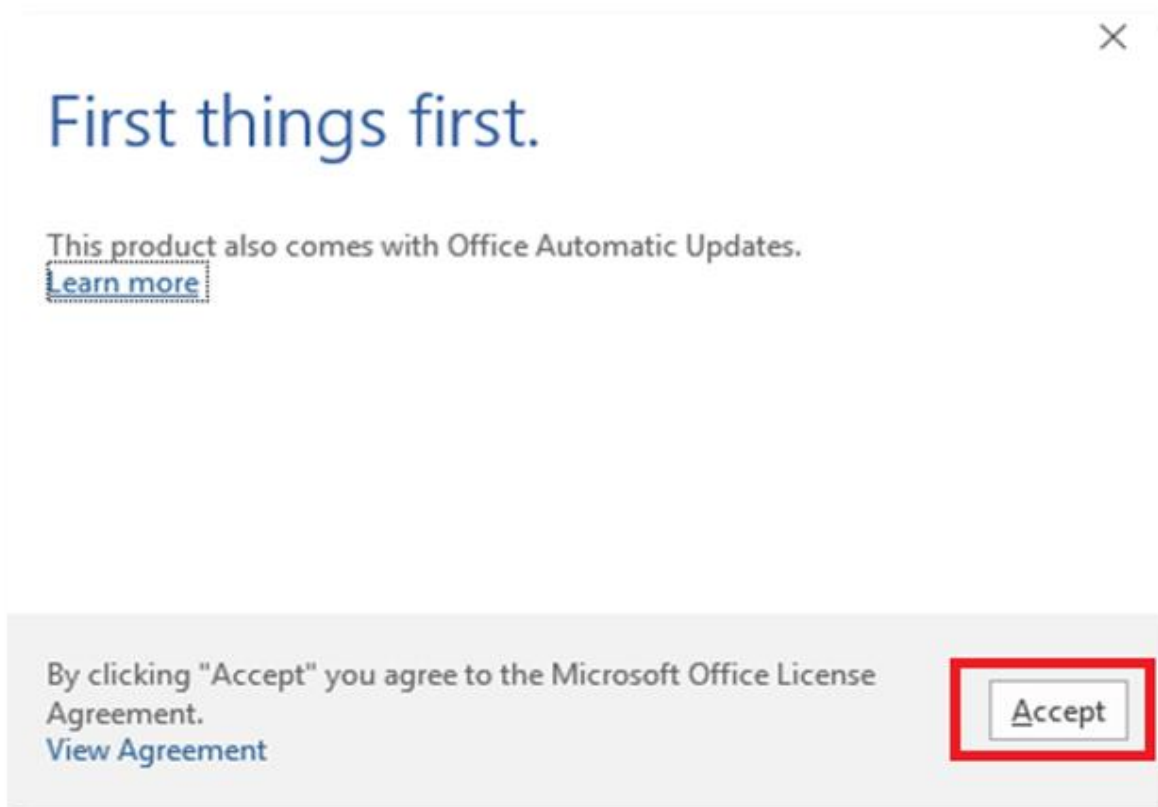 First things first.
This product also comes with Office Automatic Updates.
Learn more
By clicking "Accept" you agree to the Microsoft Office License
Agreement.
View Agreement
Accept